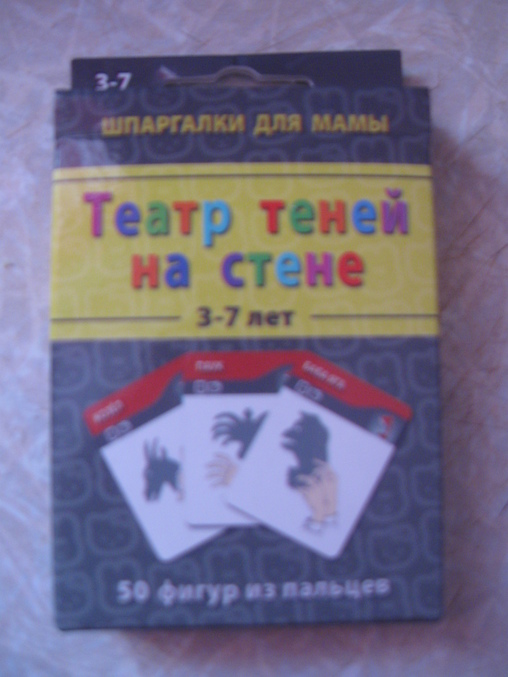 3-7
ШПАРГАЛКИ ДЛЯ МАМЫ
Театр теней
на стене
3-7 лет
50 фигур из пальцев